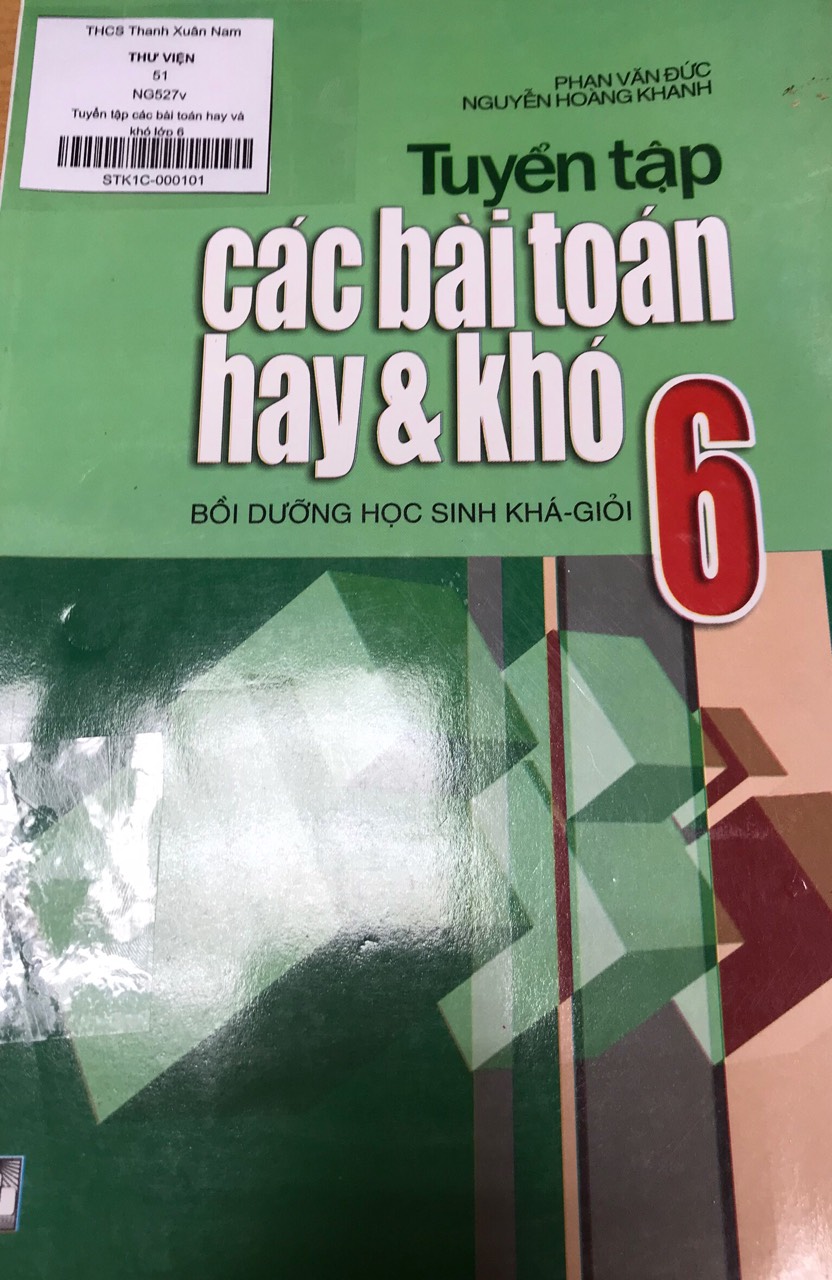 THCS Thanh Xuân Nam
THƯ VIỆN
51
NG527v
Tuyển tập các bài toán hay và
khó lớp 6
STK1C-000101
PHAN VĂN ĐỨC
NGUYỄN HOÀNG KHANH
Tuyển tập
các bài toán
hay & khó
6
BỒI DƯỠNG HỌC SINH KHÁ-GIỎI